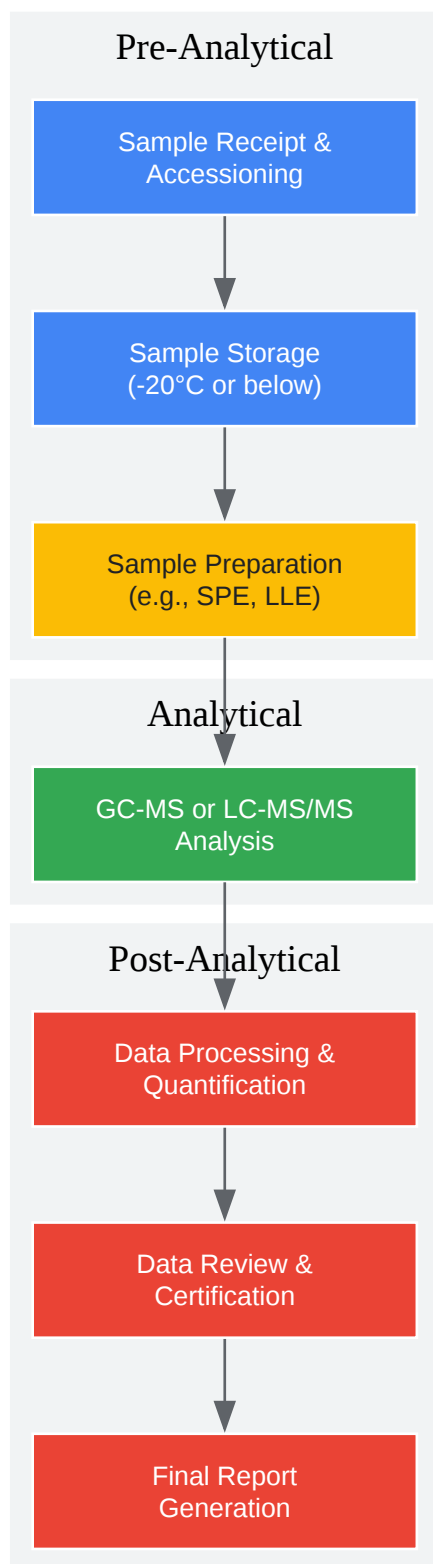 Pre-Analytical
Sample Receipt &
Accessioning
Sample Storage
(-20°C or below)
Sample Preparation
(e.g., SPE, LLE)
Analytical
GC-MS or LC-MS/MS
Analysis
Post-Analytical
Data Processing &
Quantification
Data Review &
Certification
Final Report
Generation